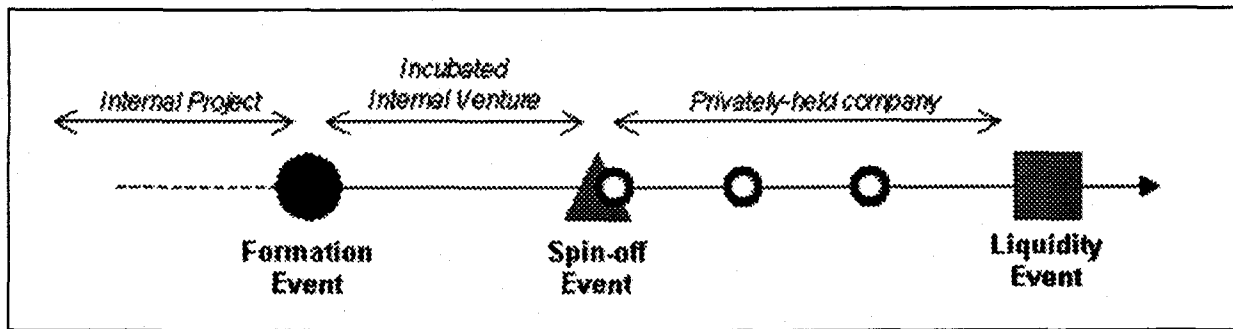 Internal Project
Incubated
Internal Venture
Privately-held company
Formation
Event
Spin-off
Event
Liquidity
Event